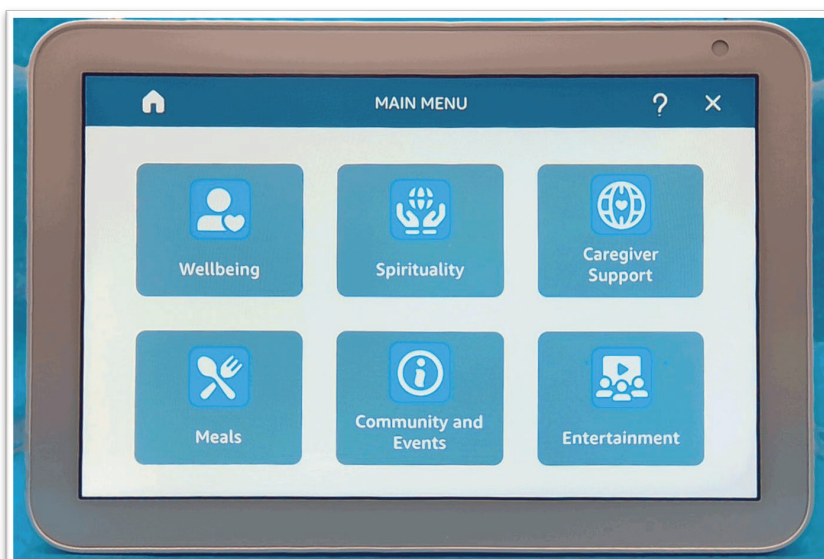 MAIN MENU ?
Wellbeing
Spirituality
Caregiver
Support
Meals
Community and
Events
Entertainment